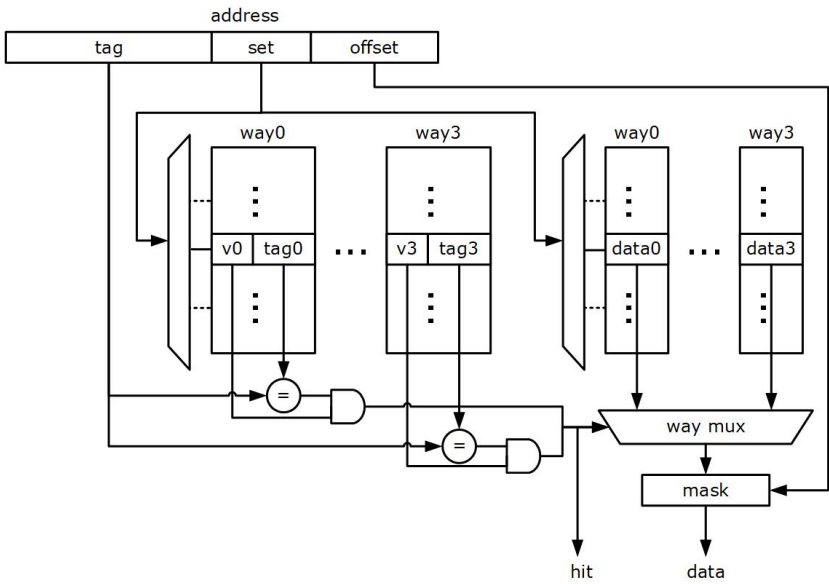 address
tag set offset
way0 way3 way0 way3
v0 tag0 v3 tag3 data0 data3
=
=
way mux
mask
hit data